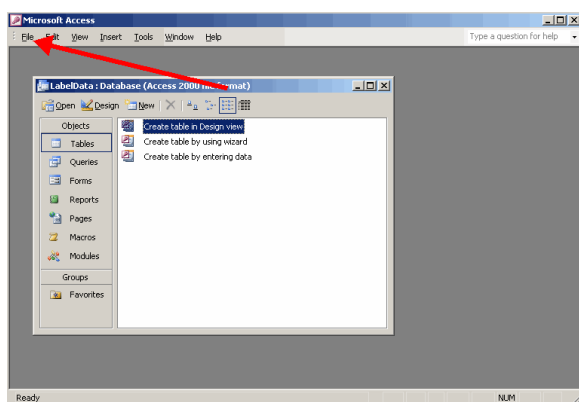 Microsoft Access
File Edit View Insert Tools Window Help Type a question for help
LabelData : Database (Access 2000 file format)
Open Design New
Objects
Tables
Queries
Forms
Reports
Pages
Macros
Modules
Groups
Favorites
Create table in Design view
Create table by using wizard
Create table by entering data
Ready NUM